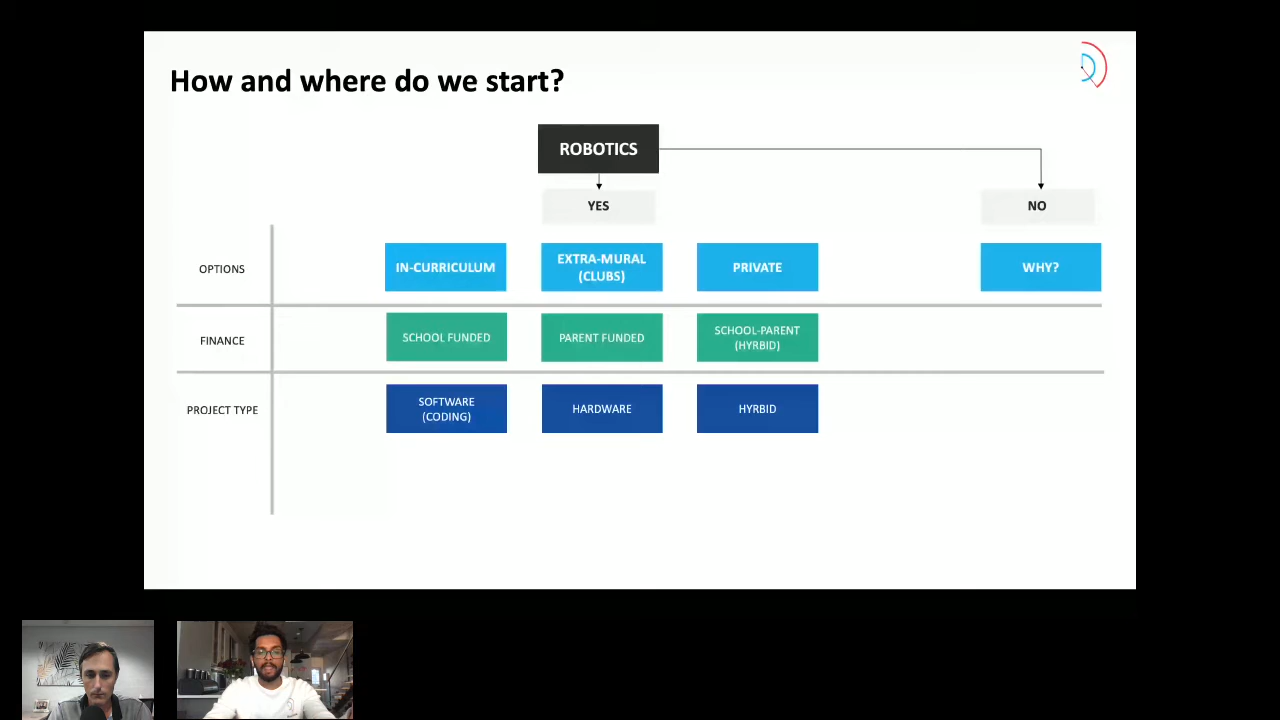 How and where do we start?
ROBOTICS
YES
NO
OPTIONS
IN-CURRICULUM
EXTRA-MURAL
(CLUBS)
PRIVATE
WHY?
FINANCE
SCHOOL FUNDED
PARENT FUNDED
SCHOOL-PARENT
(HYRBID)
PROJECT TYPE
SOFTWARE
(CODING)
HARDWARE
HYRBID